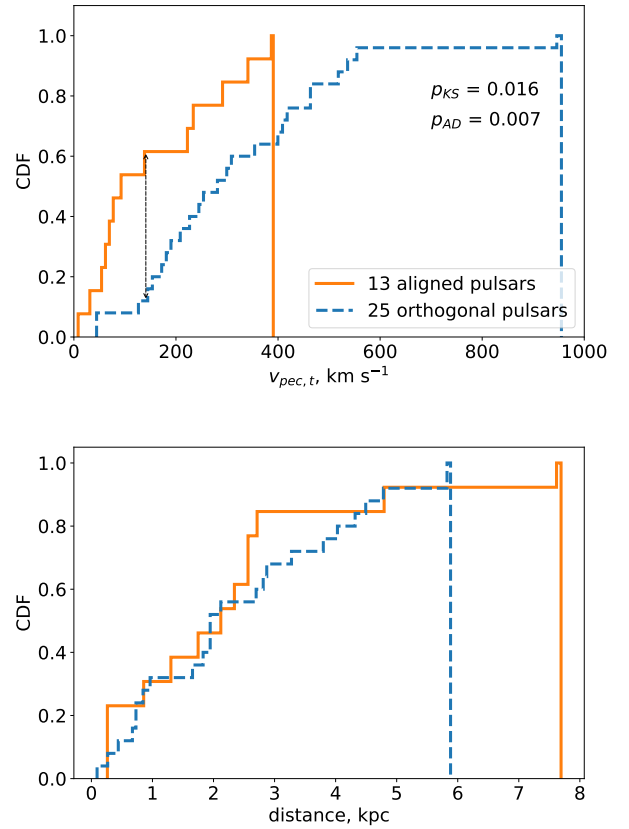 1.0
0.8
0.6
0.4
0.2
0.0
CDF
p_KS = 0.016
p_AD = 0.007
13 aligned pulsars
25 orthogonal pulsars
0 200 400 600 800 1000
v_pec, t, km s⁻¹
1.0
0.8
0.6
0.4
0.2
0.0
CDF
0 1 2 3 4 5 6 7 8
distance, kpc